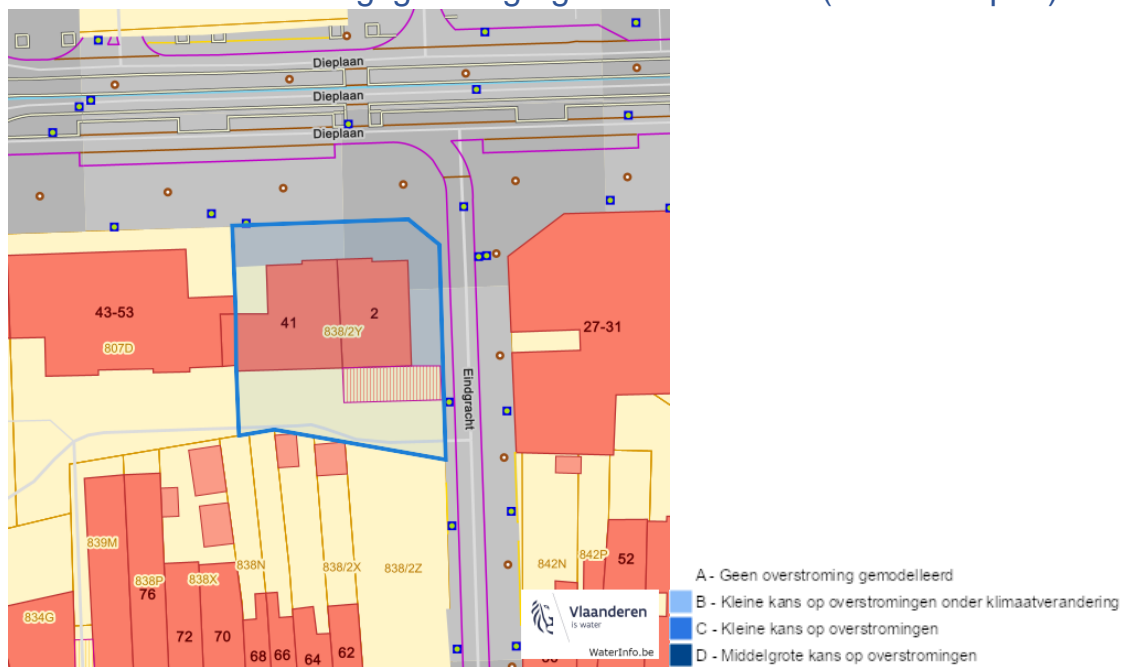 Dieplaan
Dieplaan
Dieplaan
43-53
807D
41
2
838/2Y
27-31
Eindgracht
839M
838P
76
838X
838N
838/2X
838/2Z
842N
842P
52
834G
72
70
68
66
64
62
Vlaanderen
is water
WaterInfo.be
A - Geen overstroming gemodelleerd
B - Kleine kans op overstromingen onder klimaatverandering
C - Kleine kans op overstromingen
D - Middelgrote kans op overstromingen